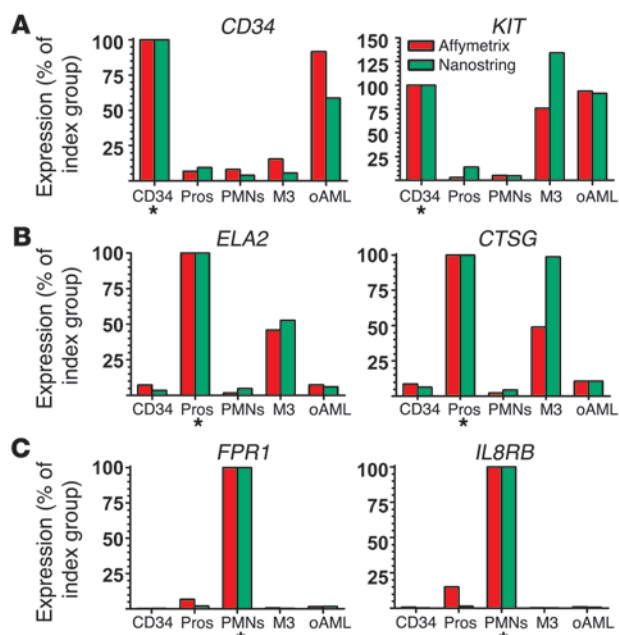 A
CD34
KIT
Expression (% of
index group)
100
75
50
25
CD34 Pros PMNs M3 oAML
*
150
125
100
75
50
25
Affymetrix
Nanostring
CD34 Pros PMNs M3 oAML
*
B
ELA2
CTSG
Expression (% of
index group)
100
75
50
25
CD34 Pros PMNs M3 oAML
*
100
75
50
25
CD34 Pros PMNs M3 oAML
*
C
FPR1
IL8RB
Expression (% of
index group)
100
75
50
25
CD34 Pros PMNs M3 oAML
*
100
75
50
25
CD34 Pros PMNs M3 oAML
*